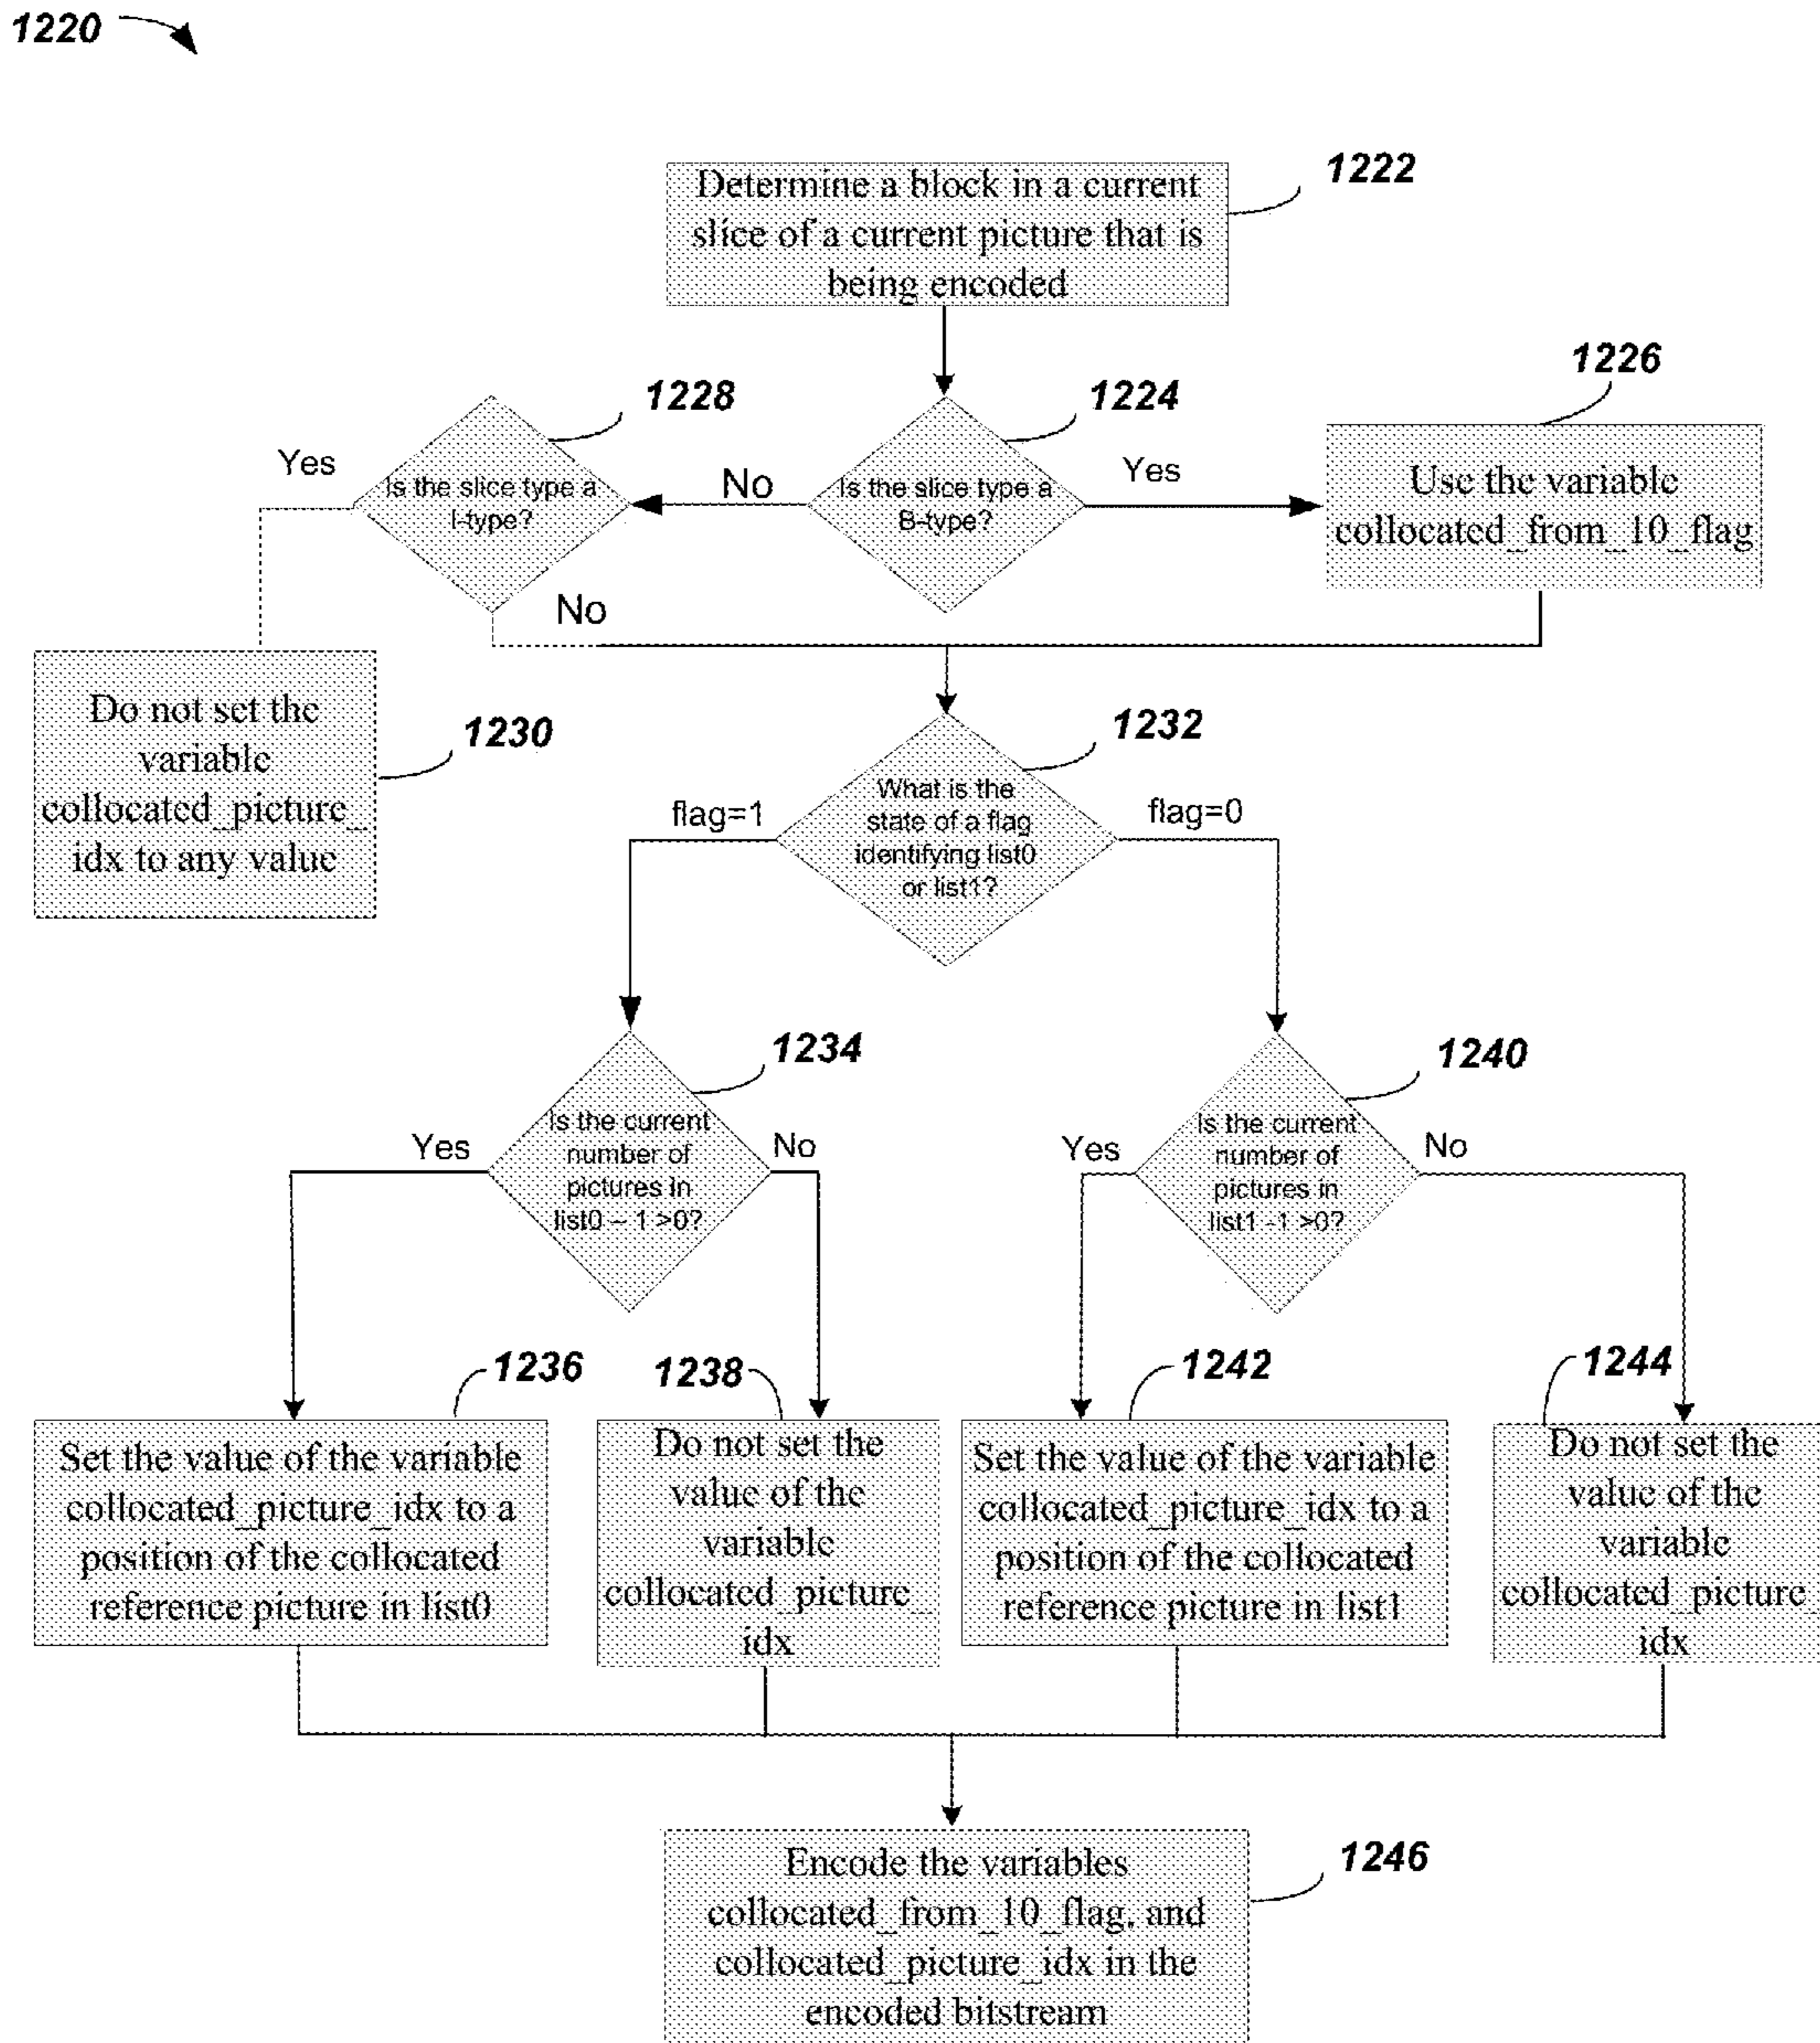 1220
1222
Determine a block in a current
slice of a current picture that is
being encoded
1228
1224
1226
Yes
Is the slice type a
I-type?
No
Is the slice type a
B-type?
Yes
Use the variable
collocated_from_10_flag
No
Do not set the
variable
collocated_picture_
idx to any value
1230
1232
What is the
state of a flag
identifying list0
or list1?
flag=1
flag=0
1234
1240
Is the current
number of
pictures in
list0 – 1 >0?
Yes
No
Is the current
number of
pictures in
list1 -1 >0?
Yes
No
1236
1238
1242
1244
Set the value of the variable
collocated_picture_idx to a
position of the collocated
reference picture in list0
Do not set the
value of the
variable
collocated_picture_
idx
Set the value of the variable
collocated_picture_idx to a
position of the collocated
reference picture in list1
Do not set the
value of the
variable
collocated_picture_
idx
1246
Encode the variables
collocated_from_10_flag, and
collocated_picture_idx in the
encoded bitstream